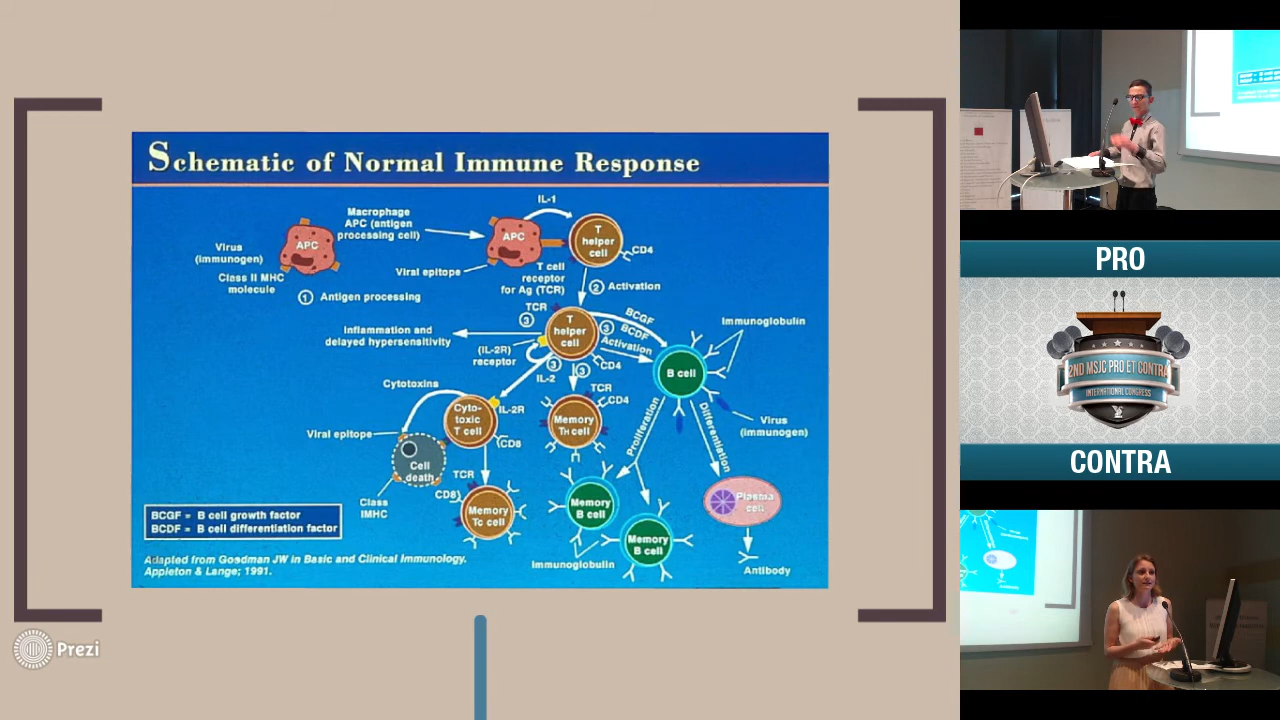 Schematic of Normal Immune Response
IL-1
Macrophage
APC (antigen
processing cell)
APC
APC
T
helper
cell
CD4
Virus
(immunogen)
Class II MHC
molecule
Viral epitope
T cell
receptor
for Ag (TCR)
1 Antigen processing
2 Activation
TCR
3
T
helper
cell
BCGF
3 BCDF
Activation
Immunoglobulin
Inflammation and
delayed hypersensitivity
(IL-2R)
receptor
3
IL-2
3
CD4
B cell
Cytotoxins
Cyto-
toxic
T cell
IL-2R
CD8
TCR
CD4
Memory
TH cell
Proliferation
Differentiation
Virus
(immunogen)
Viral epitope
Cell
death
Class
IMHC
TCR
CD8
Memory
Tc cell
Memory
B cell
Memory
B cell
Plasma
cell
Immunoglobulin
Antibody
BCGF = B cell growth factor
BCDF = B cell differentiation factor
Adapted from Goodman JW in Basic and Clinical Immunology.
Appleton & Lange; 1991.
Prezi
PRO
2ND MSJC PRO ET CONTRA
INTERNATIONAL CONGRESS
CONTRA